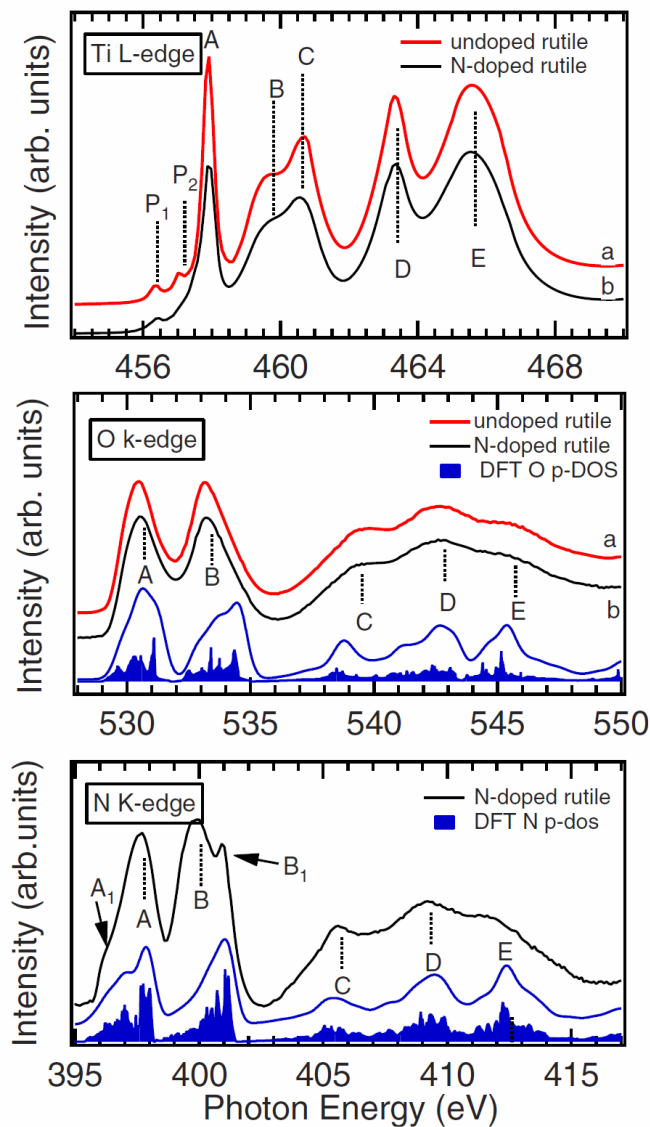 Ti L-edge
A
undoped rutile
N-doped rutile
C
B
P2
P1
D
E
a
b
Intensity (arb. units)
456
460
464
468
O k-edge
undoped rutile
N-doped rutile
DFT O p-DOS
a
A
B
C
D
E
b
Intensity (arb. units)
530
535
540
545
550
N K-edge
N-doped rutile
DFT N p-dos
B1
A1
A
B
C
D
E
Intensity (arb.units)
395
400
405
410
415
Photon Energy (eV)